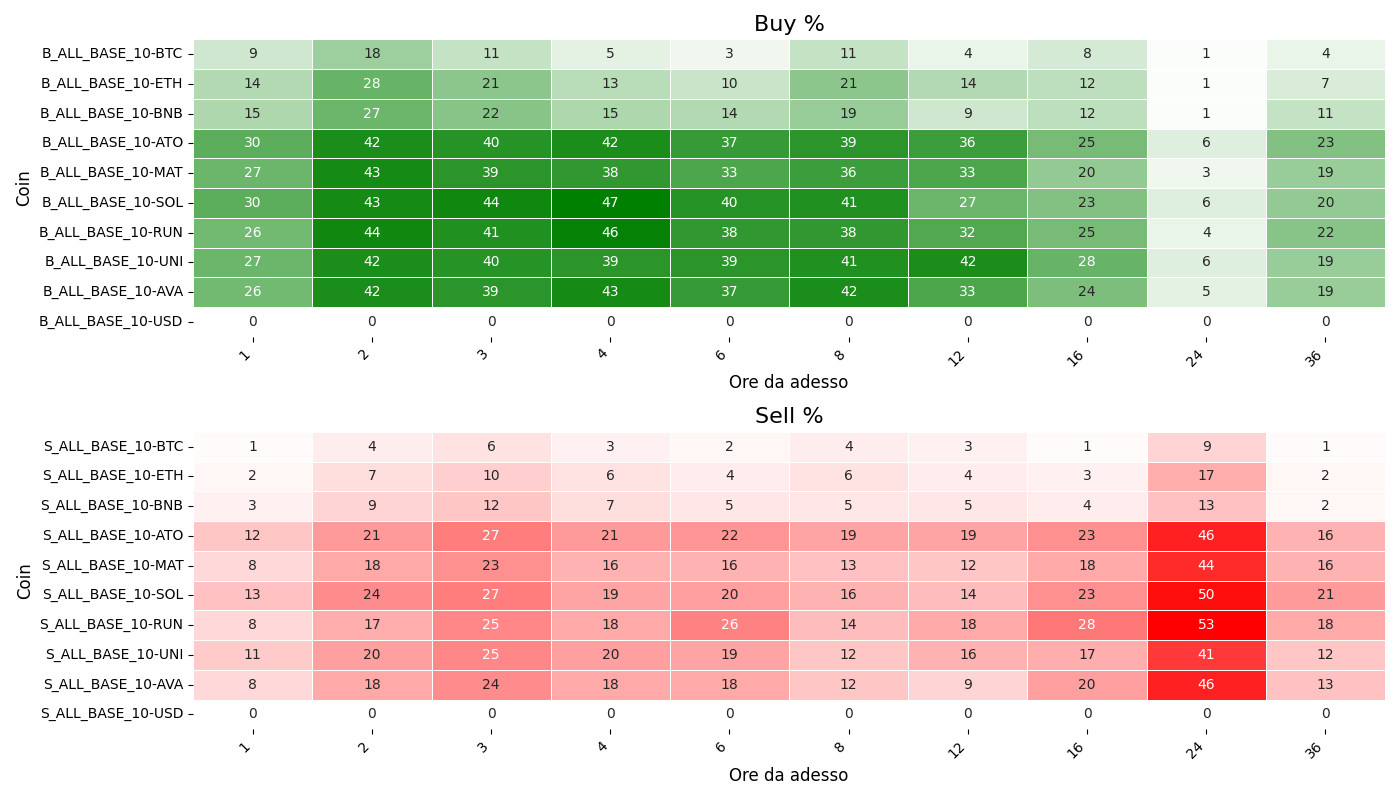 Buy %
Coin
B_ALL_BASE_10-BTC 9 18 11 5 3 11 4 8 1 4
B_ALL_BASE_10-ETH 14 28 21 13 10 21 14 12 1 7
B_ALL_BASE_10-BNB 15 27 22 15 14 19 9 12 1 11
B_ALL_BASE_10-ATO 30 42 40 42 37 39 36 25 6 23
B_ALL_BASE_10-MAT 27 43 39 38 33 36 33 20 3 19
B_ALL_BASE_10-SOL 30 43 44 47 40 41 27 23 6 20
B_ALL_BASE_10-RUN 26 44 41 46 38 38 32 25 4 22
B_ALL_BASE_10-UNI 27 42 40 39 39 41 42 28 6 19
B_ALL_BASE_10-AVA 26 42 39 43 37 42 33 24 5 19
B_ALL_BASE_10-USD 0 0 0 0 0 0 0 0 0 0
1 2 3 4 6 8 12 16 24 36
Ore da adesso
Sell %
Coin
S_ALL_BASE_10-BTC 1 4 6 3 2 4 3 1 9 1
S_ALL_BASE_10-ETH 2 7 10 6 4 6 4 3 17 2
S_ALL_BASE_10-BNB 3 9 12 7 5 5 5 4 13 2
S_ALL_BASE_10-ATO 12 21 27 21 22 19 19 23 46 16
S_ALL_BASE_10-MAT 8 18 23 16 16 13 12 18 44 16
S_ALL_BASE_10-SOL 13 24 27 19 20 16 14 23 50 21
S_ALL_BASE_10-RUN 8 17 25 18 26 14 18 28 53 18
S_ALL_BASE_10-UNI 11 20 25 20 19 12 16 17 41 12
S_ALL_BASE_10-AVA 8 18 24 18 18 12 9 20 46 13
S_ALL_BASE_10-USD 0 0 0 0 0 0 0 0 0 0
1 2 3 4 6 8 12 16 24 36
Ore da adesso